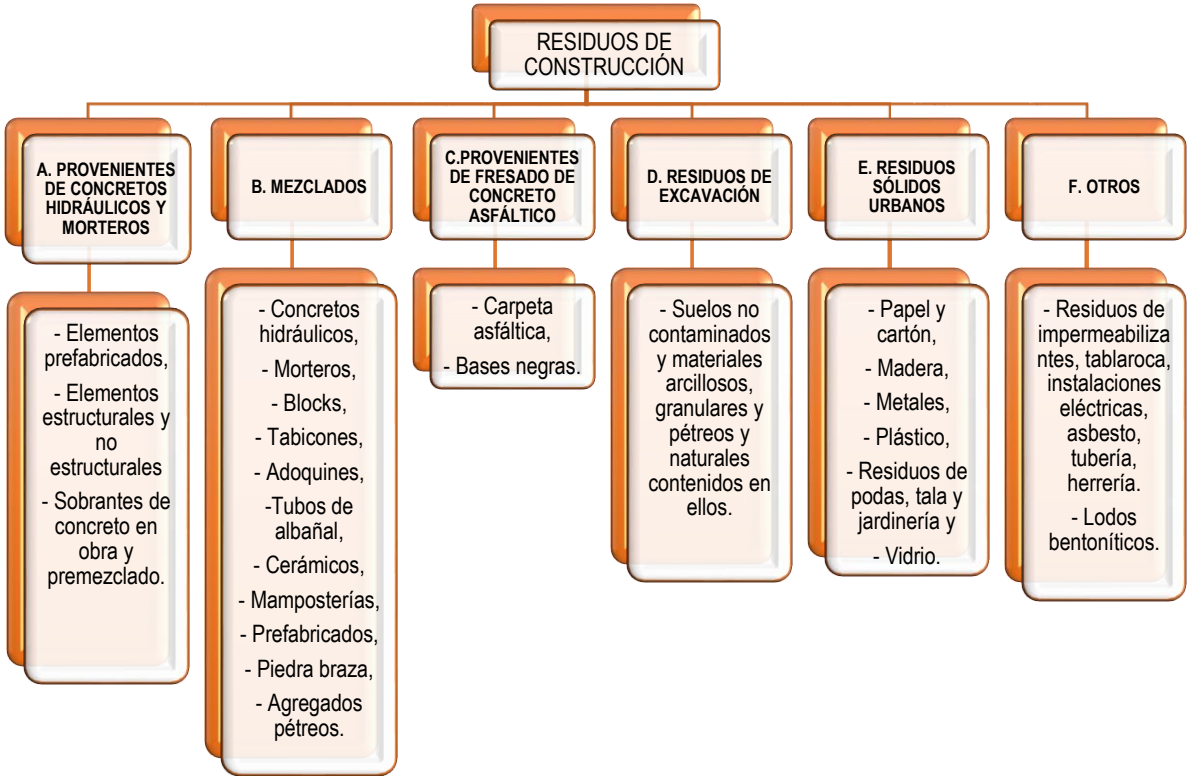 RESIDUOS DE
CONSTRUCCIÓN
A. PROVENIENTES
DE CONCRETOS
HIDRÁULICOS Y
MORTEROS
- Elementos
prefabricados,
- Elementos
estructurales y
no
estructurales
- Sobrantes de
concreto en
obra y
premezclado.
B. MEZCLADOS
- Concretos
hidráulicos,
- Morteros,
- Blocks,
- Tabicones,
- Adoquines,
-Tubos de
albañal,
- Cerámicos,
- Mamposterías,
- Prefabricados,
- Piedra braza,
- Agregados
pétreos.
C.PROVENIENTES
DE FRESADO DE
CONCRETO
ASFÁLTICO
- Carpeta
asfáltica,
- Bases negras.
D. RESIDUOS DE
EXCAVACIÓN
- Suelos no
contaminados
y materiales
arcillosos,
granulares y
pétreos y
naturales
contenidos en
ellos.
E. RESIDUOS
SÓLIDOS
URBANOS
- Papel y
cartón,
- Madera,
- Metales,
- Plástico,
- Residuos de
podas, tala y
jardinería y
- Vidrio.
F. OTROS
- Residuos de
impermeabiliza
ntes, tablaroca,
instalaciones
eléctricas,
asbesto,
tubería,
herrería.
- Lodos
bentoníticos.